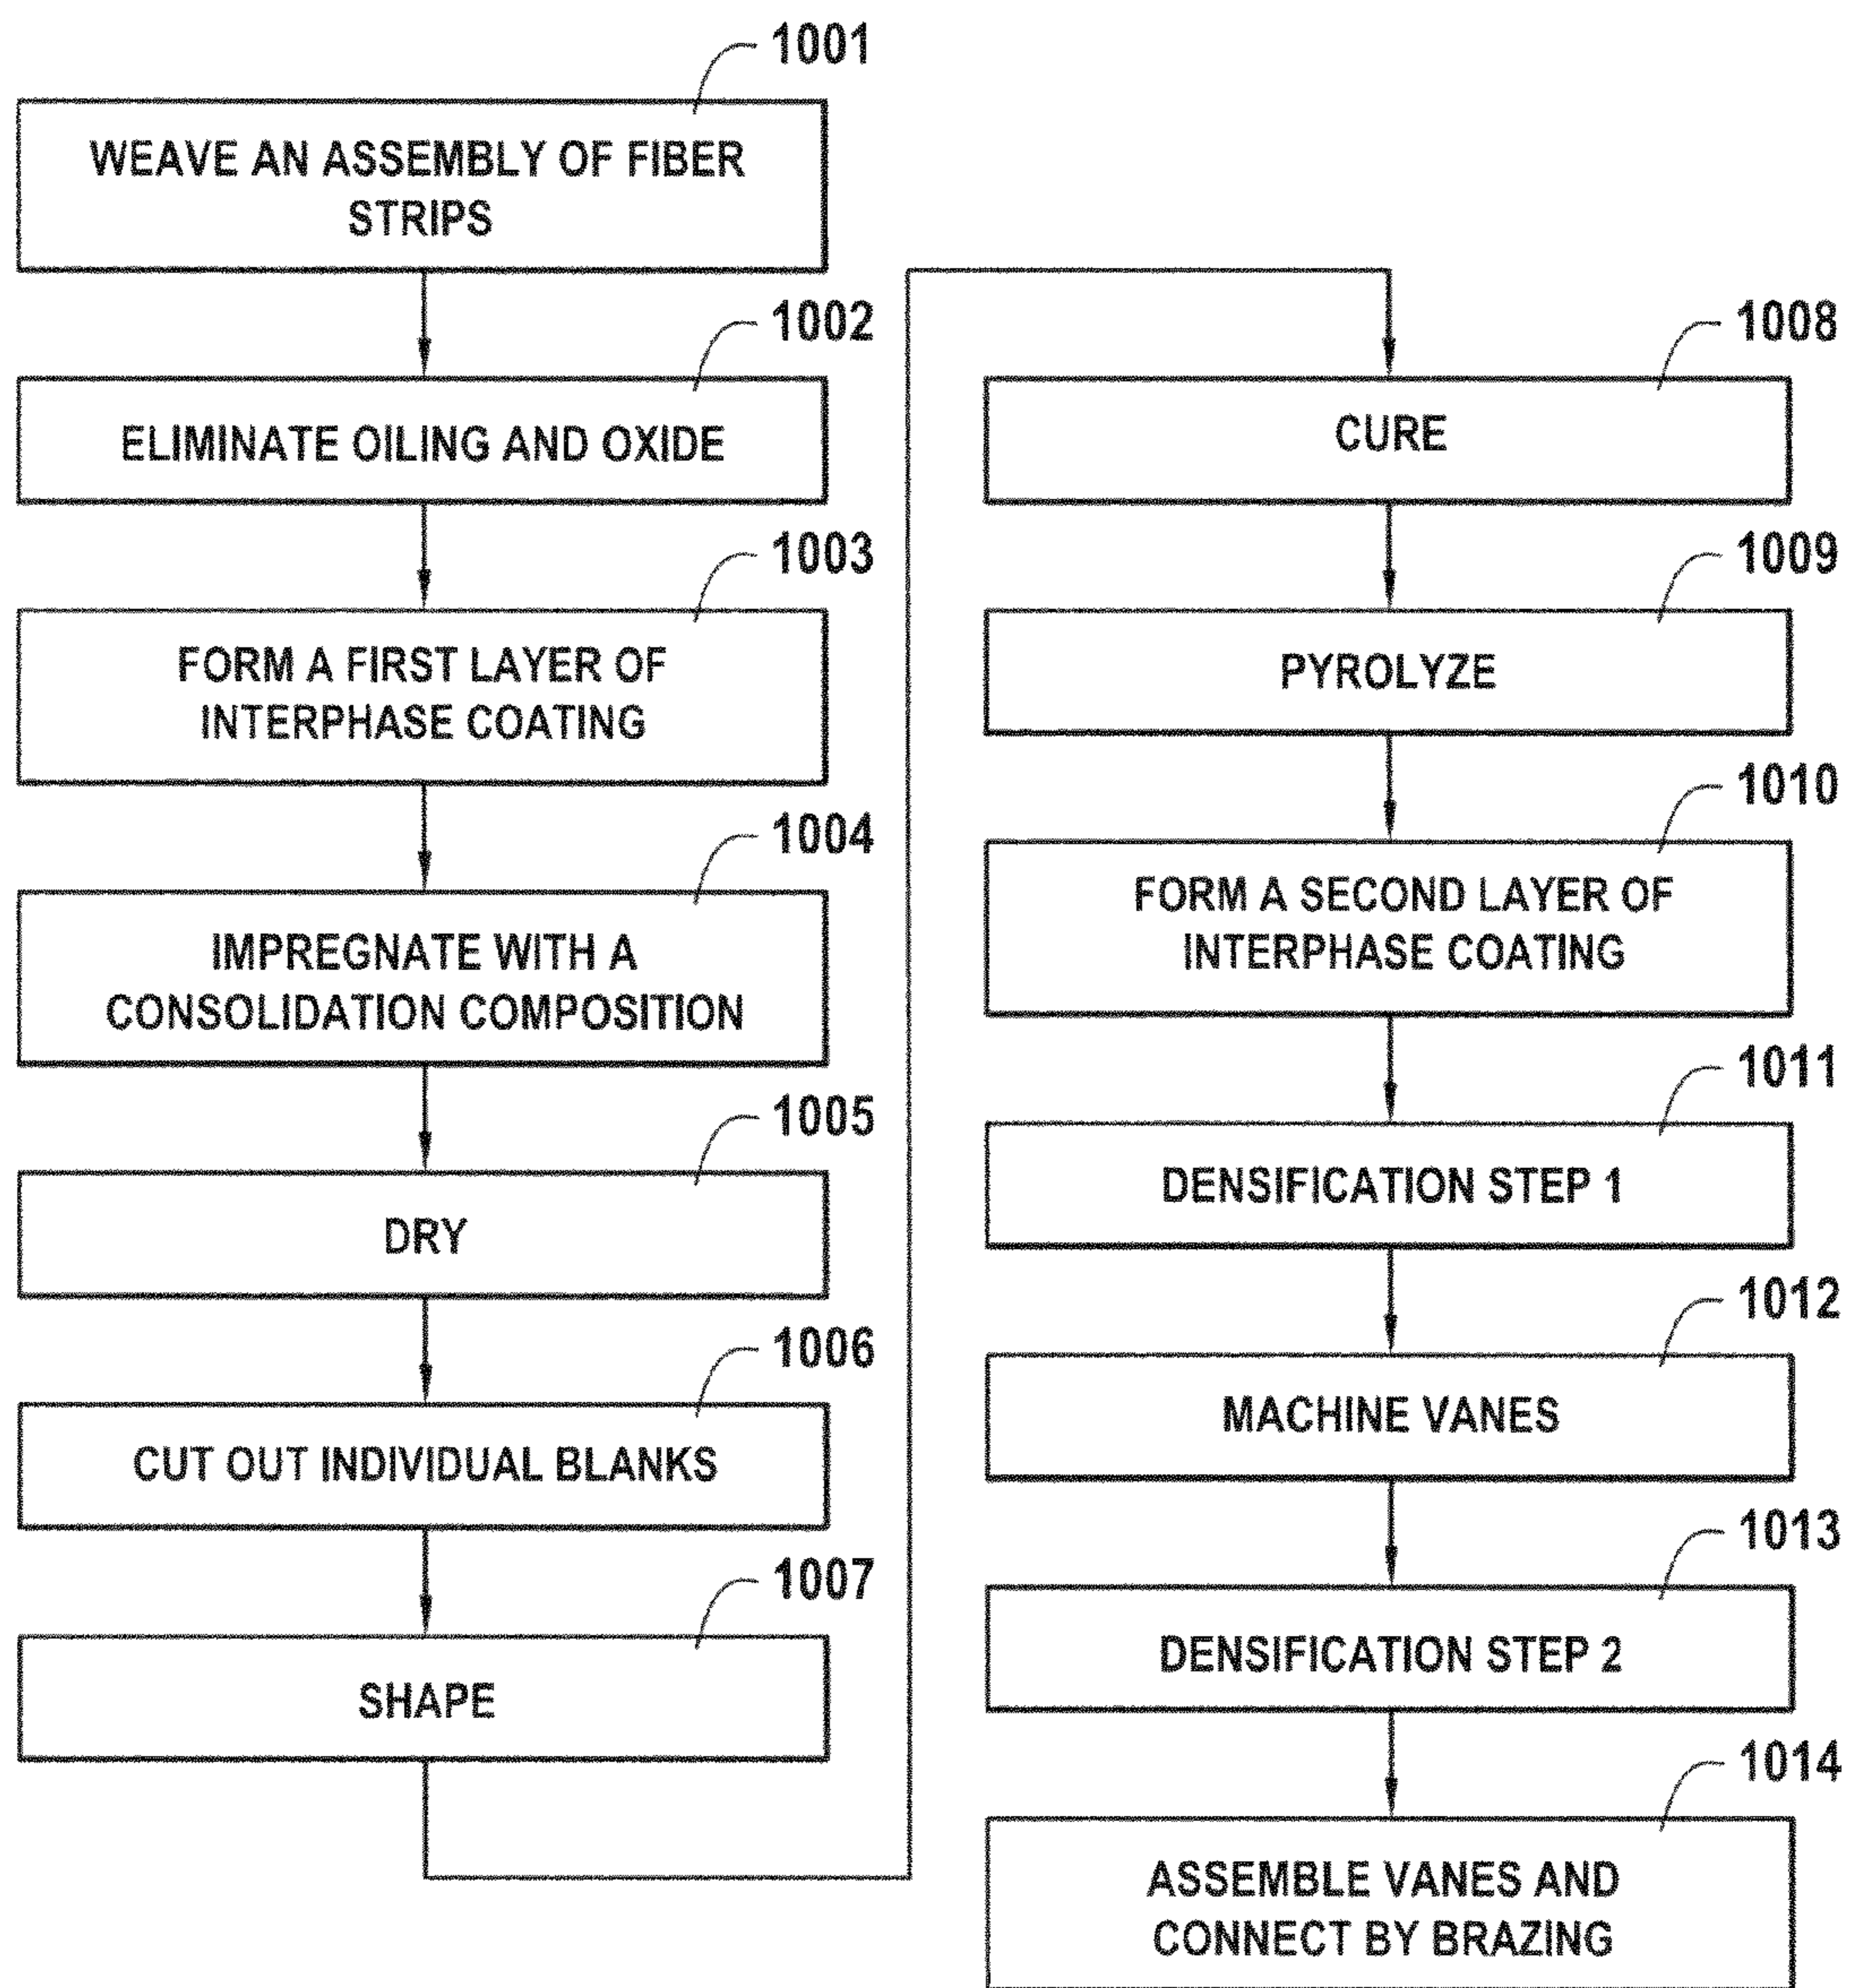 1001
WEAVE AN ASSEMBLY OF FIBER
STRIPS
1002
ELIMINATE OILING AND OXIDE
1003
FORM A FIRST LAYER OF
INTERPHASE COATING
1004
IMPREGNATE WITH A
CONSOLIDATION COMPOSITION
1005
DRY
1006
CUT OUT INDIVIDUAL BLANKS
1007
SHAPE
1008
CURE
1009
PYROLYZE
1010
FORM A SECOND LAYER OF
INTERPHASE COATING
1011
DENSIFICATION STEP 1
1012
MACHINE VANES
1013
DENSIFICATION STEP 2
1014
ASSEMBLE VANES AND
CONNECT BY BRAZING